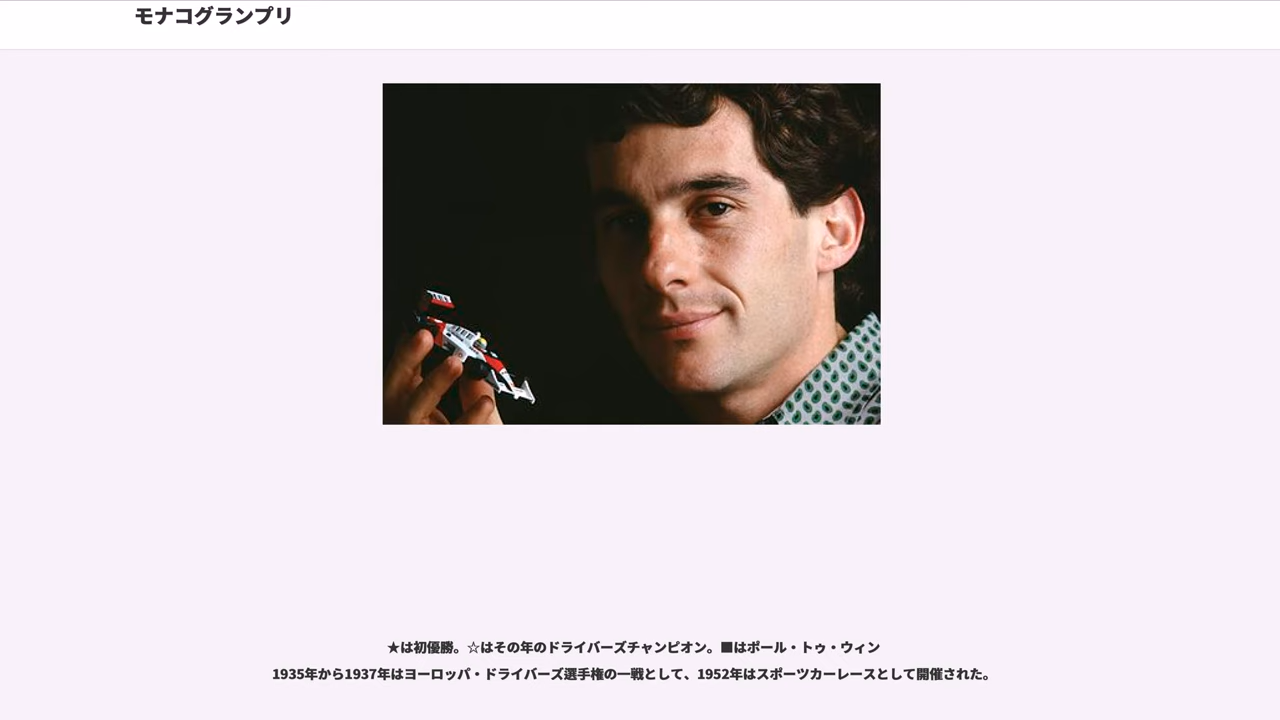 モナコグランプリ
★は初優勝。☆はその年のドライバーズチャンピオン。■はポール・トゥ・ウィン
1935年から1937年はヨーロッパ・ドライバーズ選手権の一戦として、1952年はスポーツカーレースとして開催された。